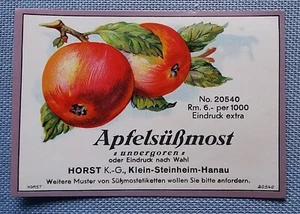 No. 20540
Rm. 6.- per 1000
Eindruck extra
Apfelsüßmost
»unvergoren«
oder Eindruck nach Wahl
HORST K.-G., Klein-Steinheim-Hanau
Weitere Muster von Süßmostetiketten wollen Sie bitte anfordern.
HORST
20540